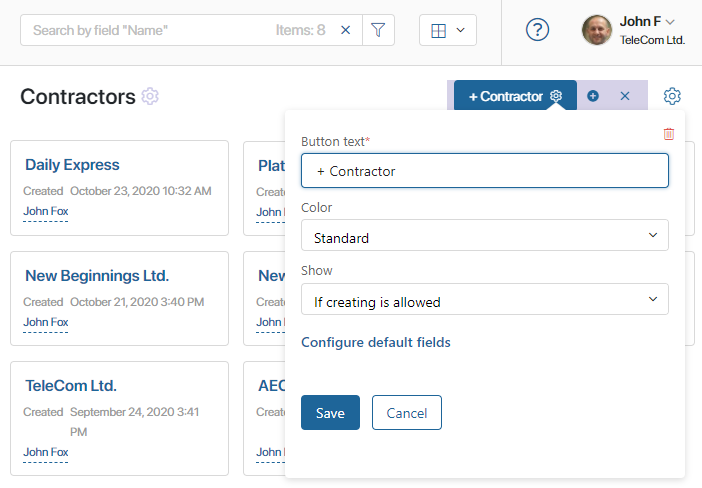 Search by field "Name"
Items: 8
John F
TeleCom Ltd.
Contractors
+ Contractor
Button text*
+ Contractor
Color
Standard
Show
If creating is allowed
Configure default fields
Save
Cancel
Daily Express
Created October 23, 2020 10:32 AM
John Fox
New Beginnings Ltd.
Created October 21, 2020 3:40 PM
John Fox
TeleCom Ltd.
Created September 24, 2020 3:41
PM
John Fox
Plat
Create
John
New
Create
John
AEC
Create
John